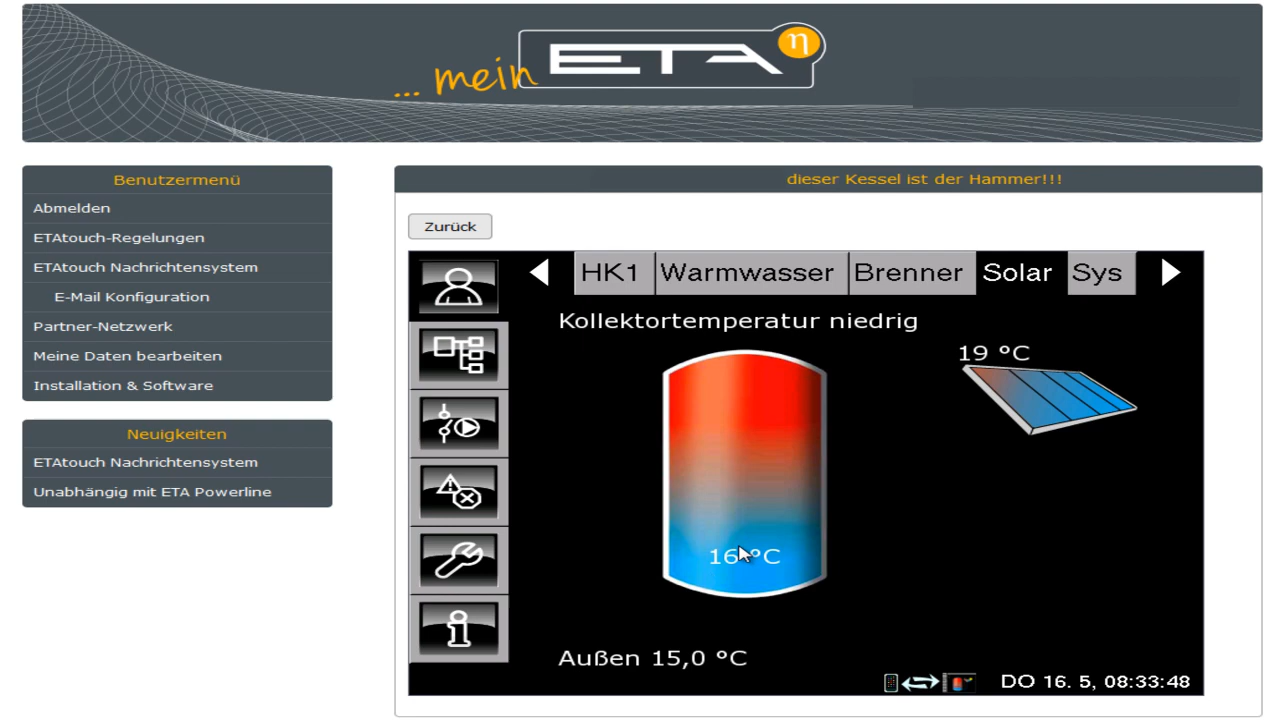 ... mein ETA η
Benutzermenü
Abmelden
ETAtouch-Regelungen
ETAtouch Nachrichtensystem
E-Mail Konfiguration
Partner-Netzwerk
Meine Daten bearbeiten
Installation & Software
Neuigkeiten
ETAtouch Nachrichtensystem
Unabhängig mit ETA Powerline
dieser Kessel ist der Hammer!!!
Zurück
HK1 Warmwasser Brenner Solar Sys
Kollektortemperatur niedrig
19 °C
16 °C
Außen 15,0 °C
DO 16. 5, 08:33:48